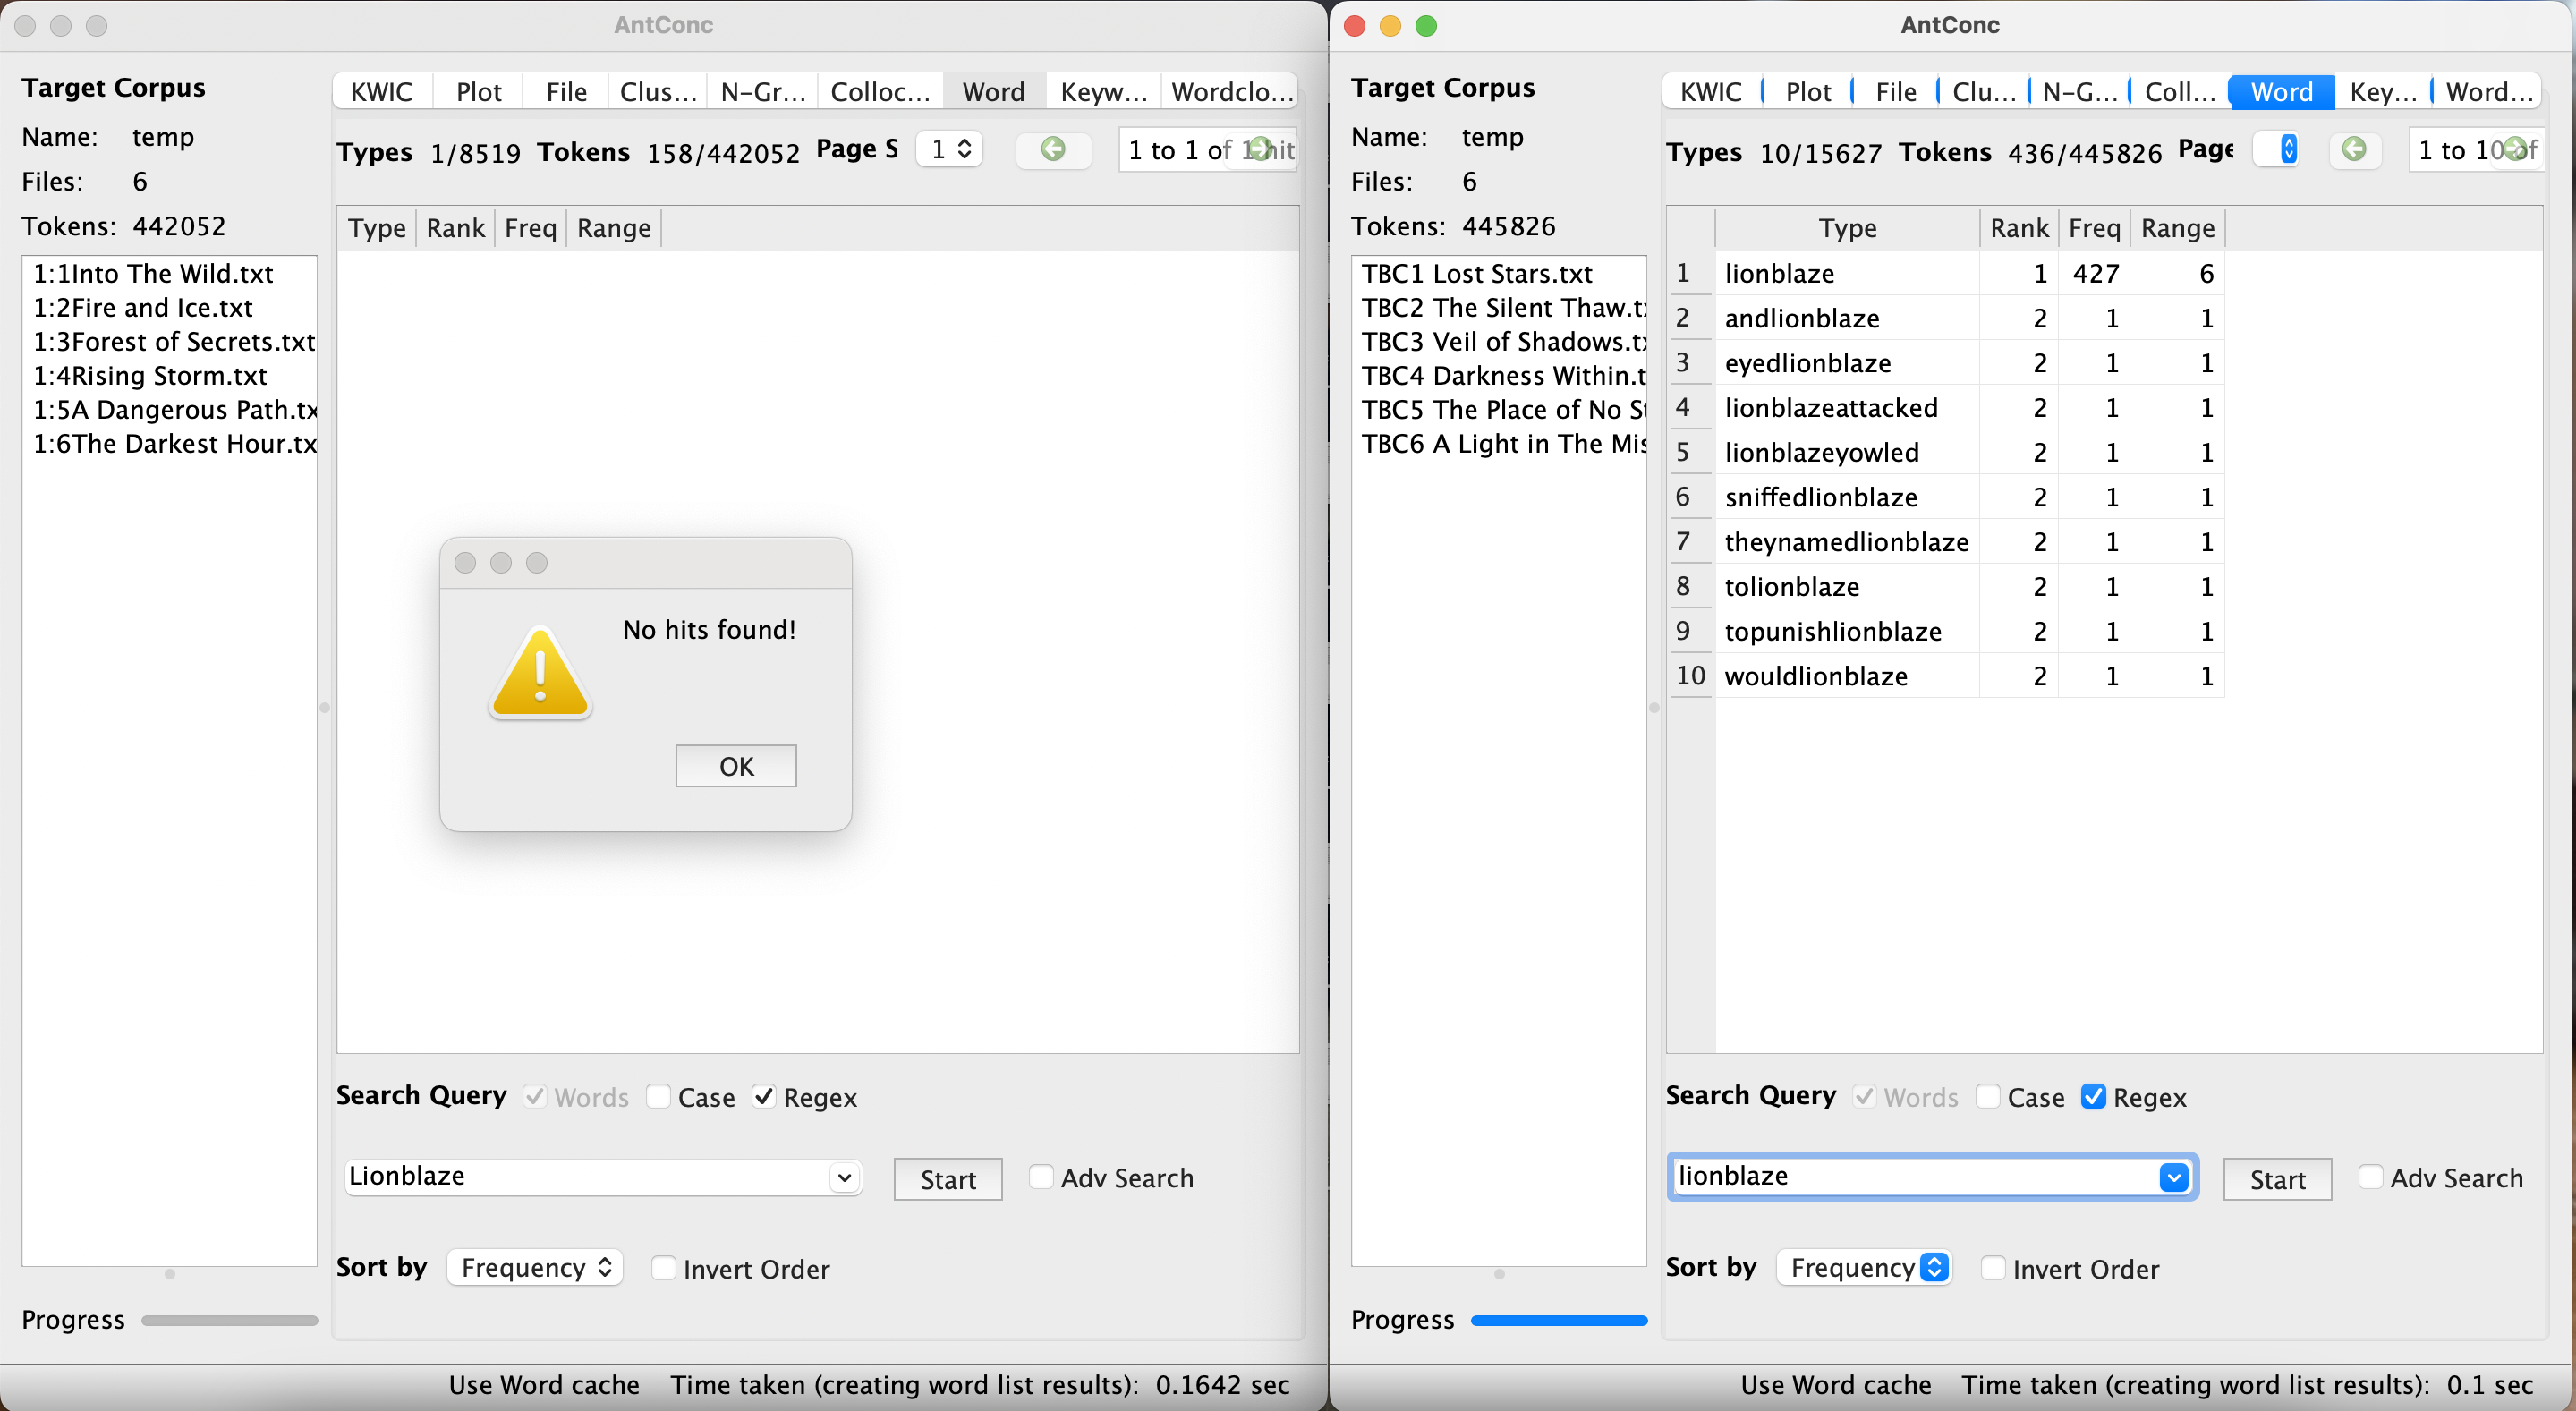 AntConc
Target Corpus
Name: temp
Files: 6
Tokens: 442052
1:1Into The Wild.txt
1:2Fire and Ice.txt
1:3Forest of Secrets.txt
1:4Rising Storm.txt
1:5A Dangerous Path.tx
1:6The Darkest Hour.tx
Progress
KWIC Plot File Clus... N-Gr... Colloc... Word Keyw... Wordclo...
Types 1/8519 Tokens 158/442052 Page S 1 1 to 1 of 1 hit
Type Rank Freq Range
No hits found!
OK
Search Query Words Case Regex
Lionblaze Start Adv Search
Sort by Frequency Invert Order
Use Word cache Time taken (creating word list results): 0.1642 sec
AntConc
Target Corpus
Name: temp
Files: 6
Tokens: 445826
TBC1 Lost Stars.txt
TBC2 The Silent Thaw.t
TBC3 Veil of Shadows.t
TBC4 Darkness Within.t
TBC5 The Place of No St
TBC6 A Light in The Mis
Progress
KWIC Plot File Clu... N-G... Coll... Word Key... Word...
Types 10/15627 Tokens 436/445826 Page 1 to 10 of
Type Rank Freq Range
1 lionblaze 1 427 6
2 andlionblaze 2 1 1
3 eyedlionblaze 2 1 1
4 lionblazeattacked 2 1 1
5 lionblazeyowled 2 1 1
6 sniffedlionblaze 2 1 1
7 theynamedlionblaze 2 1 1
8 tolionblaze 2 1 1
9 topunishlionblaze 2 1 1
10 wouldlionblaze 2 1 1
Search Query Words Case Regex
lionblaze Start Adv Search
Sort by Frequency Invert Order
Use Word cache Time taken (creating word list results): 0.1 sec